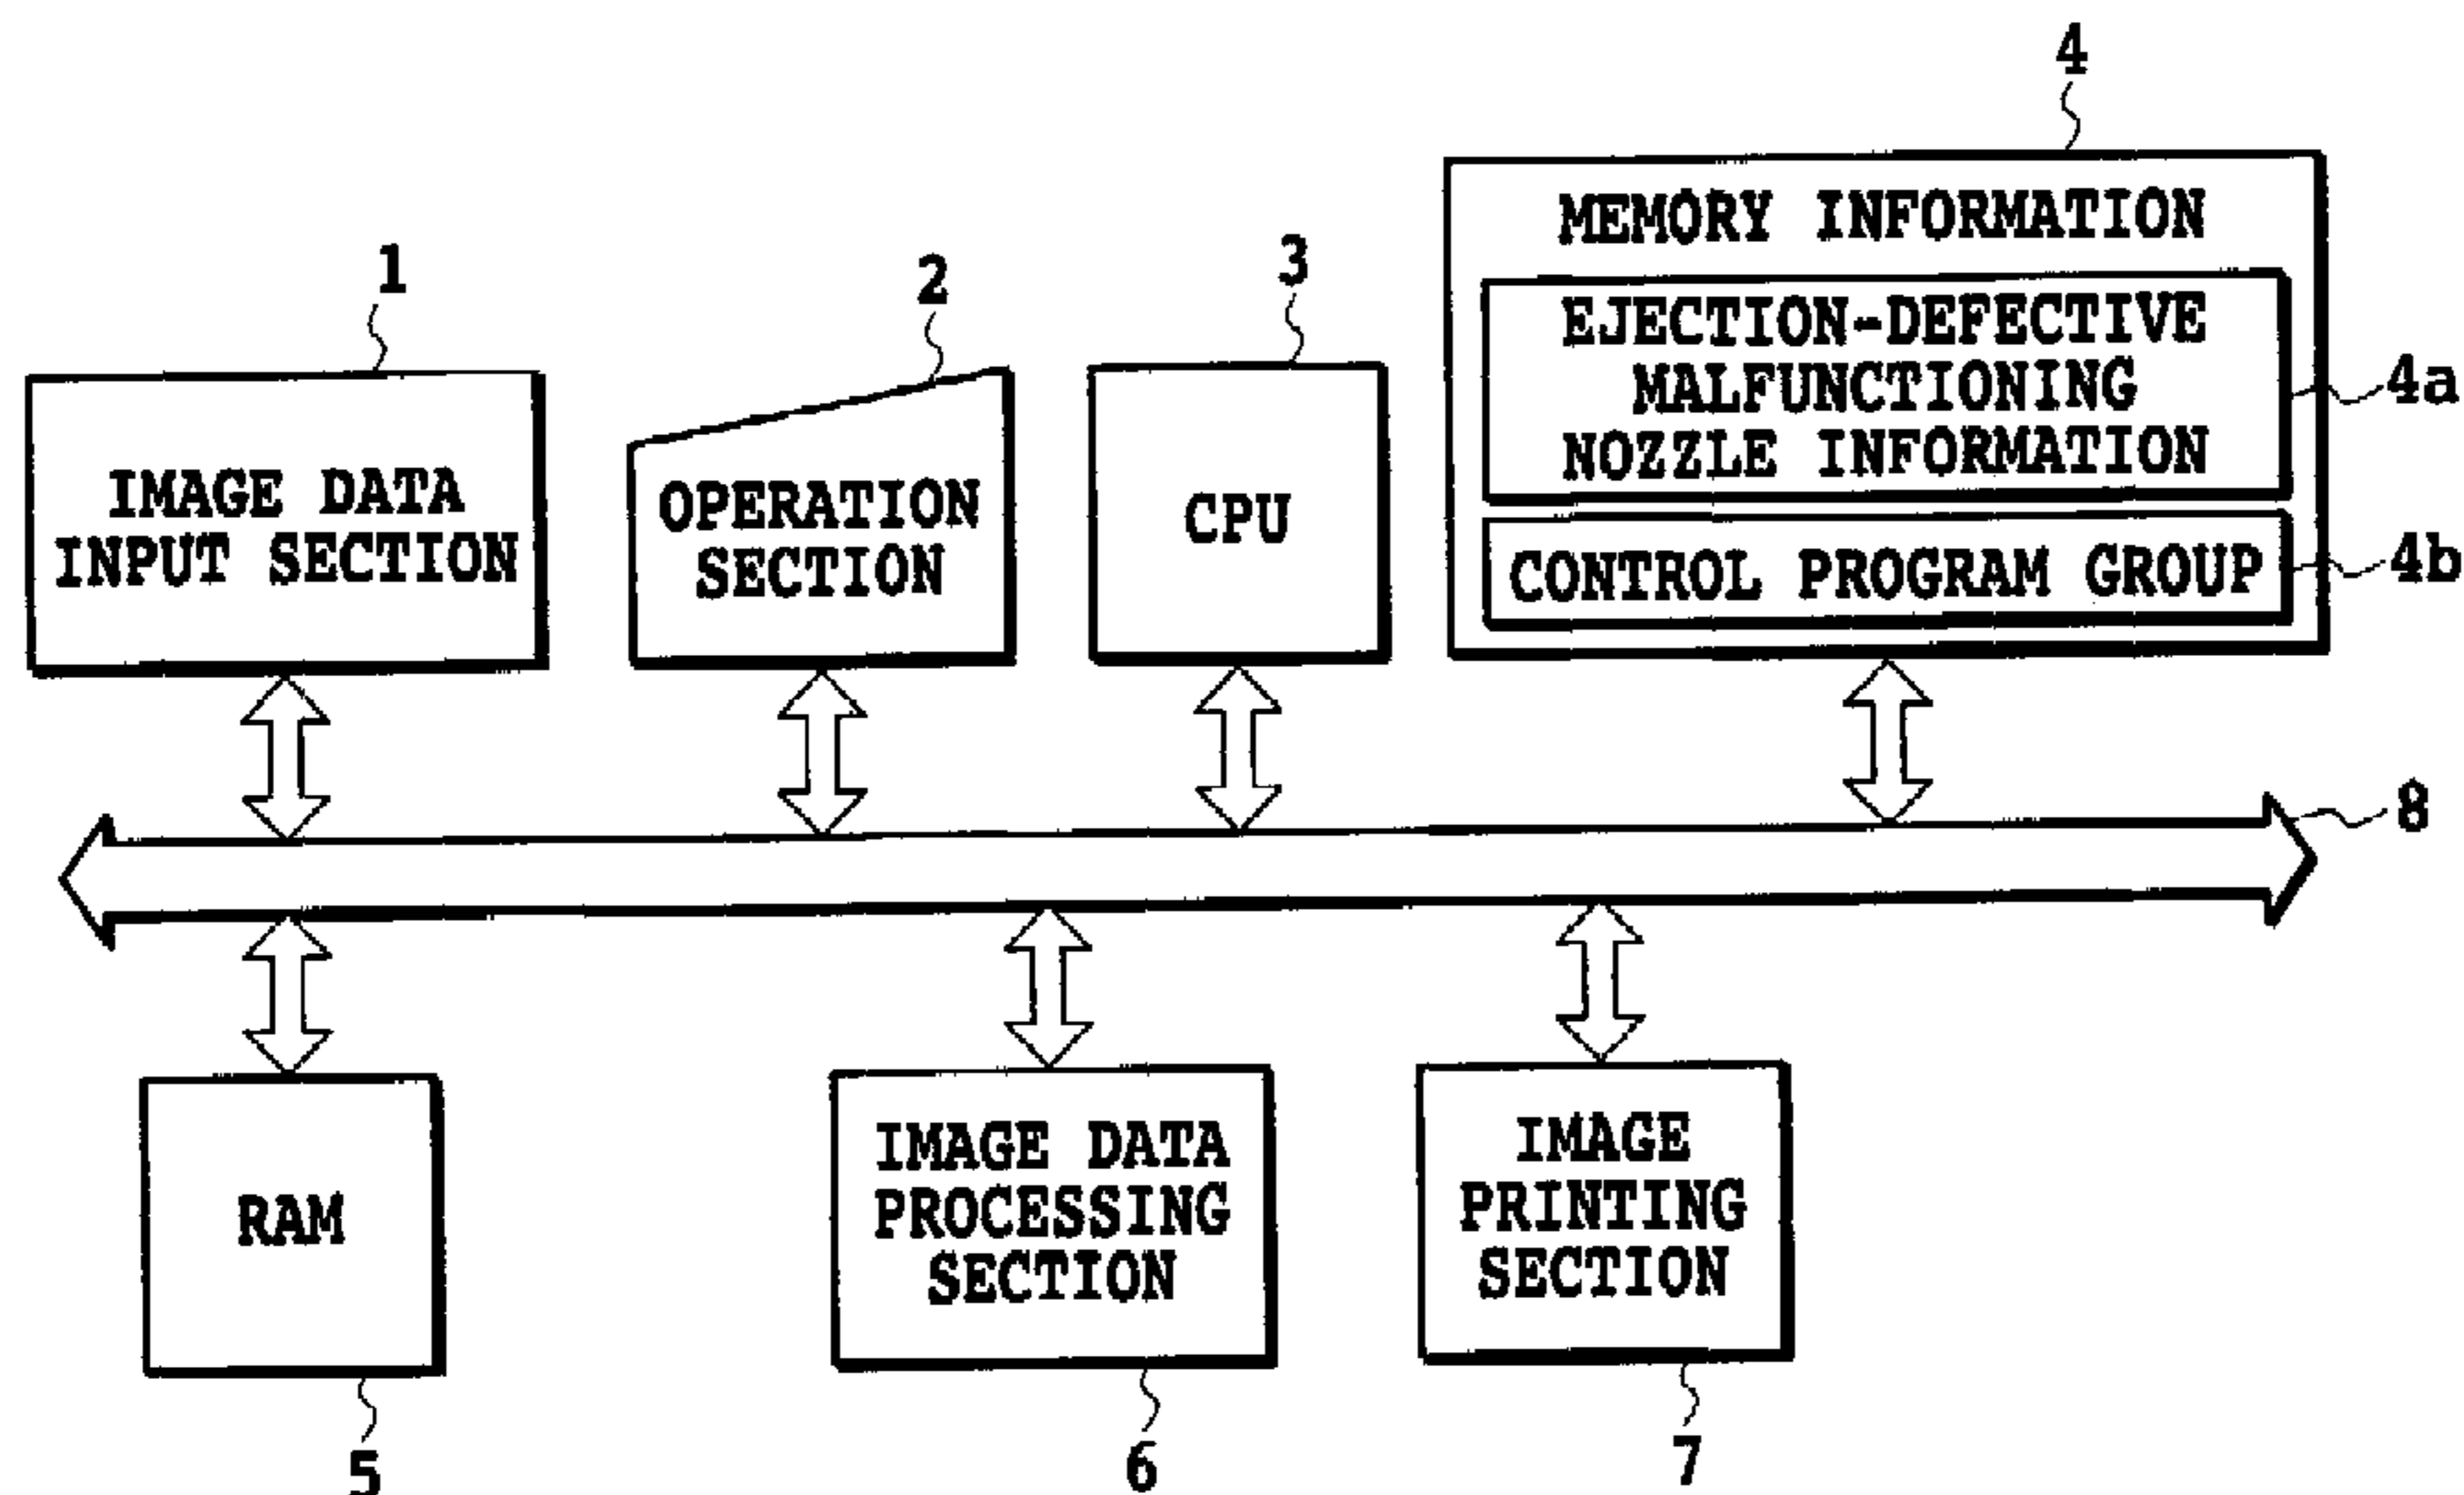 4
MEMORY INFORMATION
1
2
3
EJECTION-DEFECTIVE
MALFUNCTIONING
NOZZLE INFORMATION
4a
IMAGE DATA
INPUT SECTION
OPERATION
SECTION
CPU
CONTROL PROGRAM GROUP
4b
8
RAM
IMAGE DATA
PROCESSING
SECTION
IMAGE
PRINTING
SECTION
5
6
7